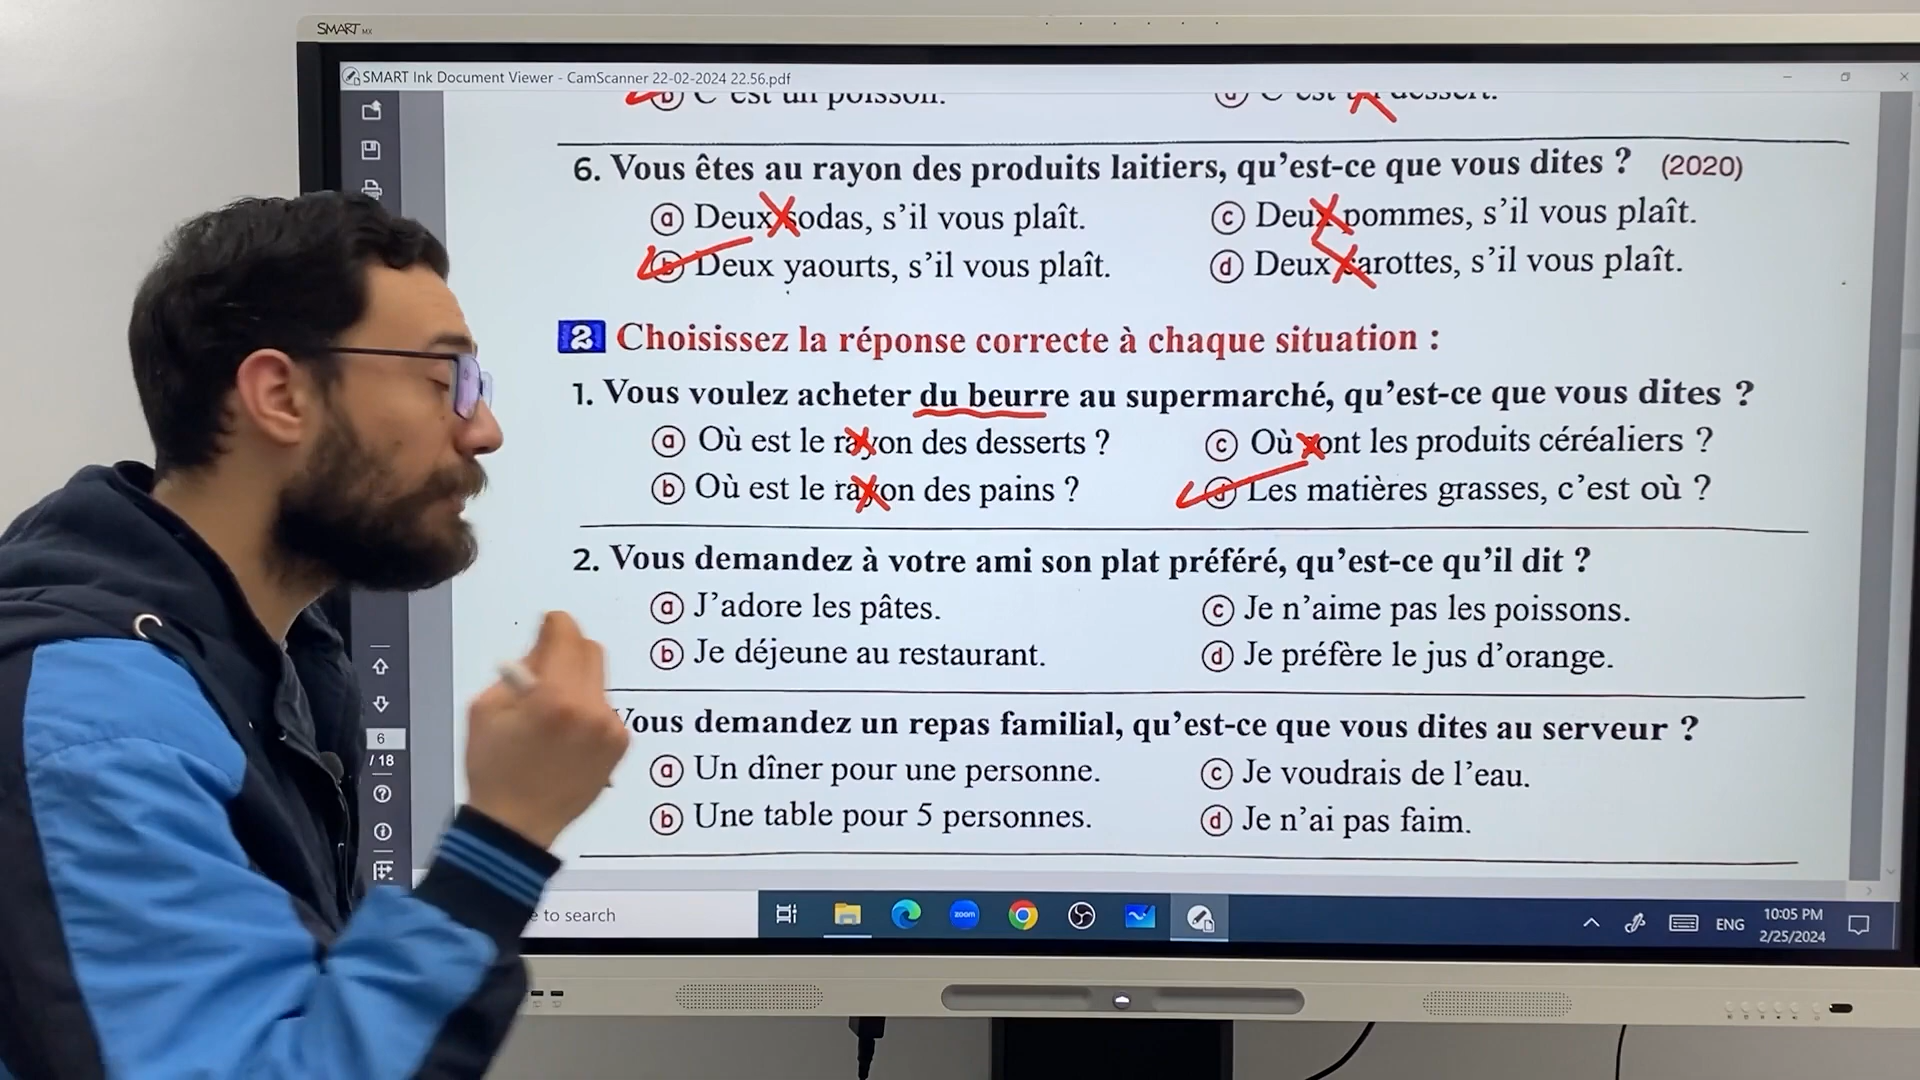 SMART MX
SMART Ink Document Viewer - CamScanner 22-02-2024 22.56.pdf
b C'est un poisson.
d C'est un dessert.
6. Vous êtes au rayon des produits laitiers, qu'est-ce que vous dites ? (2020)
a Deux sodas, s'il vous plaît.
c Deux pommes, s'il vous plaît.
b Deux yaourts, s'il vous plaît.
d Deux carottes, s'il vous plaît.
2 Choisissez la réponse correcte à chaque situation :
1. Vous voulez acheter du beurre au supermarché, qu'est-ce que vous dites ?
a Où est le rayon des desserts ?
c Où sont les produits céréaliers ?
b Où est le rayon des pains ?
d Les matières grasses, c'est où ?
2. Vous demandez à votre ami son plat préféré, qu'est-ce qu'il dit ?
a J'adore les pâtes.
c Je n'aime pas les poissons.
b Je déjeune au restaurant.
d Je préfère le jus d'orange.
Vous demandez un repas familial, qu'est-ce que vous dites au serveur ?
a Un dîner pour une personne.
c Je voudrais de l'eau.
b Une table pour 5 personnes.
d Je n'ai pas faim.
6
/ 18
e to search
zoom
ENG
10:05 PM
2/25/2024